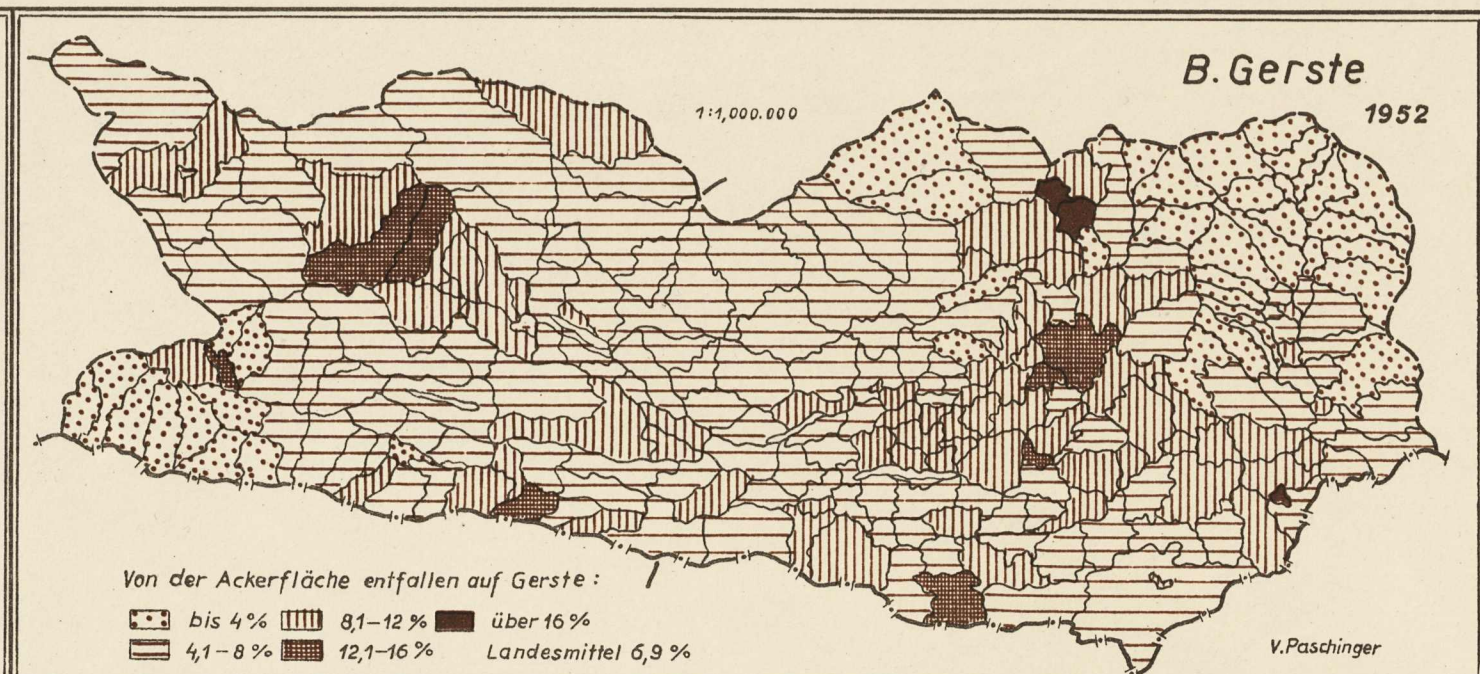 B. Gerste
1952
1:1,000.000
Von der Ackerfläche entfallen auf Gerste:
bis 4% 8,1–12% über 16%
4,1–8% 12,1–16% Landesmittel 6,9%
V. Paschinger